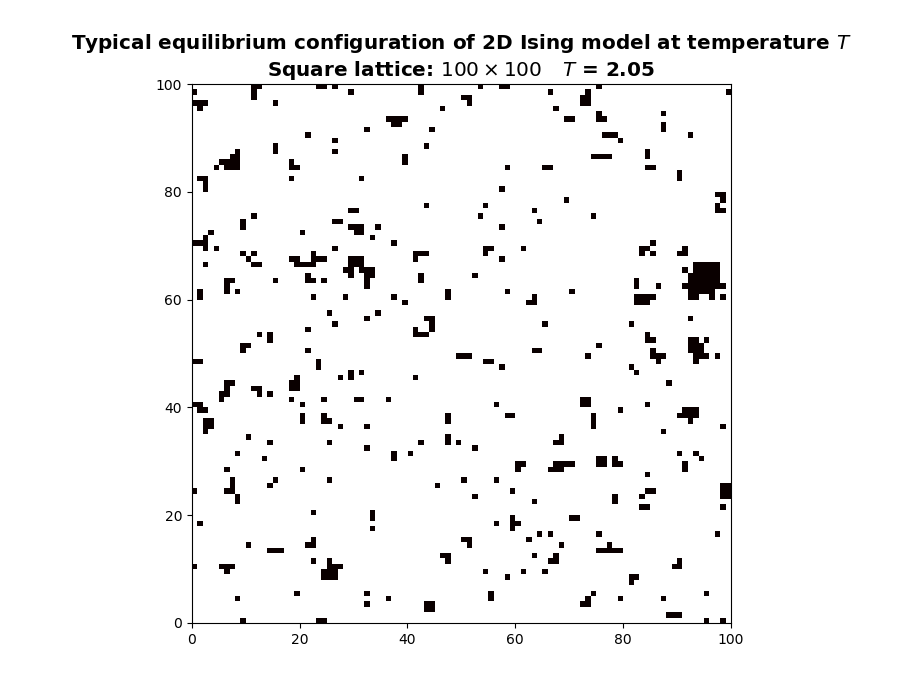 Typical equilibrium configuration of 2D Ising model at temperature T
Square lattice: 100 × 100 T = 2.05
100
80
60
40
20
0
0 20 40 60 80 100